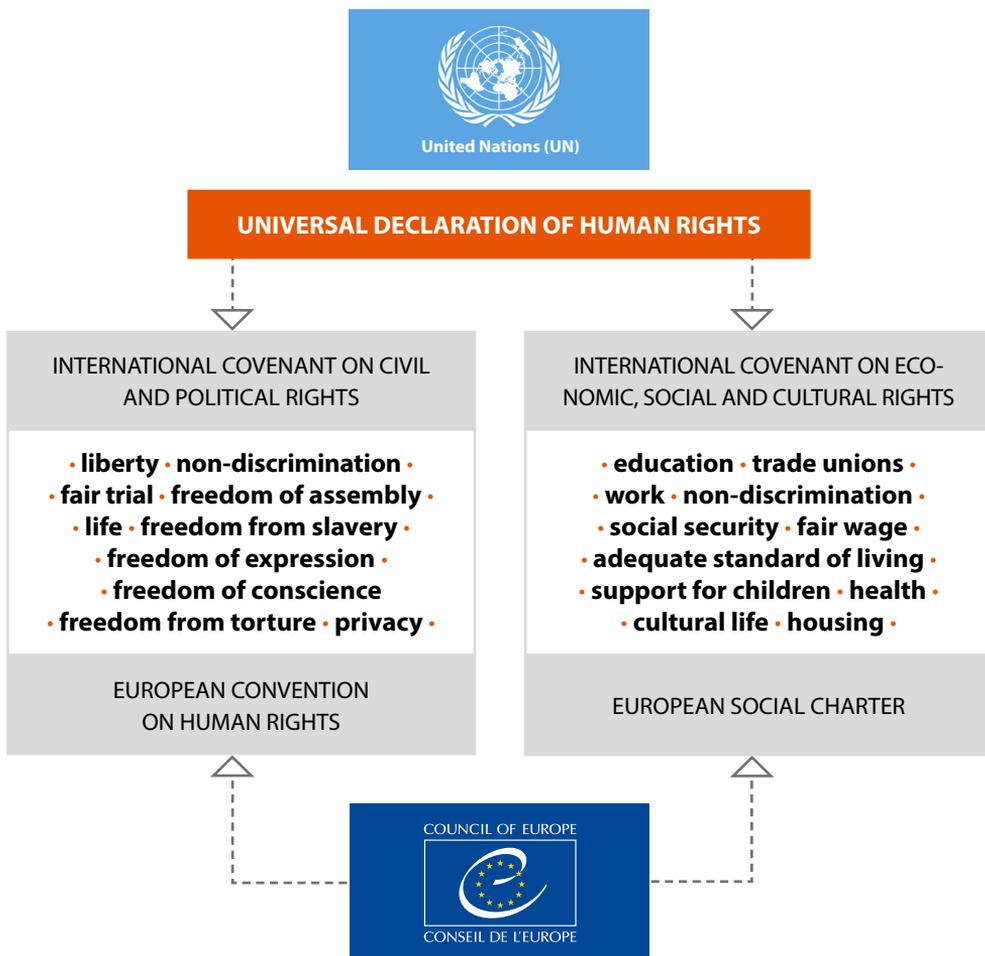 United Nations (UN)
UNIVERSAL DECLARATION OF HUMAN RIGHTS
INTERNATIONAL COVENANT ON CIVIL
AND POLITICAL RIGHTS
· liberty · non-discrimination ·
· fair trial · freedom of assembly ·
· life · freedom from slavery ·
· freedom of expression ·
· freedom of conscience
· freedom from torture · privacy ·
EUROPEAN CONVENTION
ON HUMAN RIGHTS
INTERNATIONAL COVENANT ON ECO-
NOMIC, SOCIAL AND CULTURAL RIGHTS
· education · trade unions ·
· work · non-discrimination ·
· social security · fair wage ·
· adequate standard of living ·
· support for children · health ·
· cultural life · housing ·
EUROPEAN SOCIAL CHARTER
COUNCIL OF EUROPE
CONSEIL DE L'EUROPE